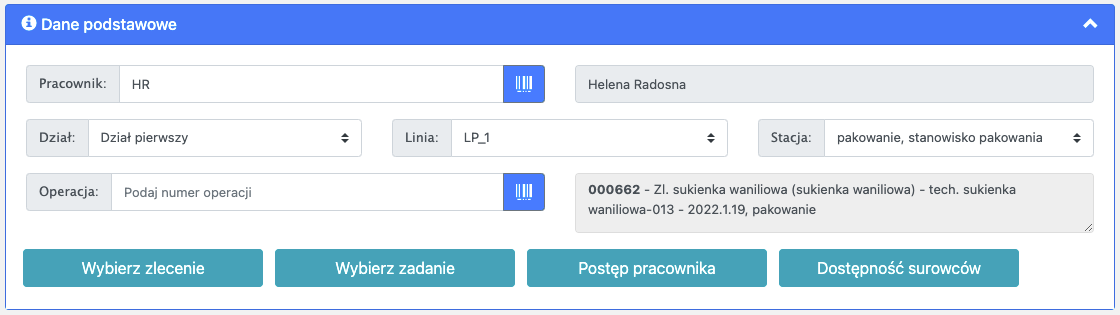 Dane podstawowe
Pracownik: HR Helena Radosna
Dział: Dział pierwszy Linia: LP_1 Stacja: pakowanie, stanowisko pakowania
Operacja: Podaj numer operacji
000662 - Zl. sukienka waniliowa (sukienka waniliowa) - tech. sukienka
waniliowa-013 - 2022.1.19, pakowanie
Wybierz zlecenie Wybierz zadanie Postęp pracownika Dostępność surowców